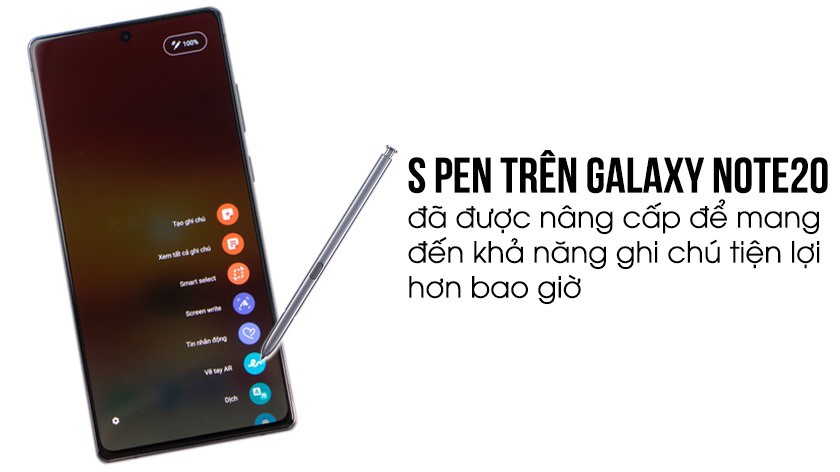 100%
Tạo ghi chú
Xem tất cả ghi chú
Smart select
Screen write
Tin nhắn động
Vẽ tay AR
Dịch
S PEN TRÊN GALAXY NOTE20
đã được nâng cấp để mang
đến khả năng ghi chú tiện lợi
hơn bao giờ